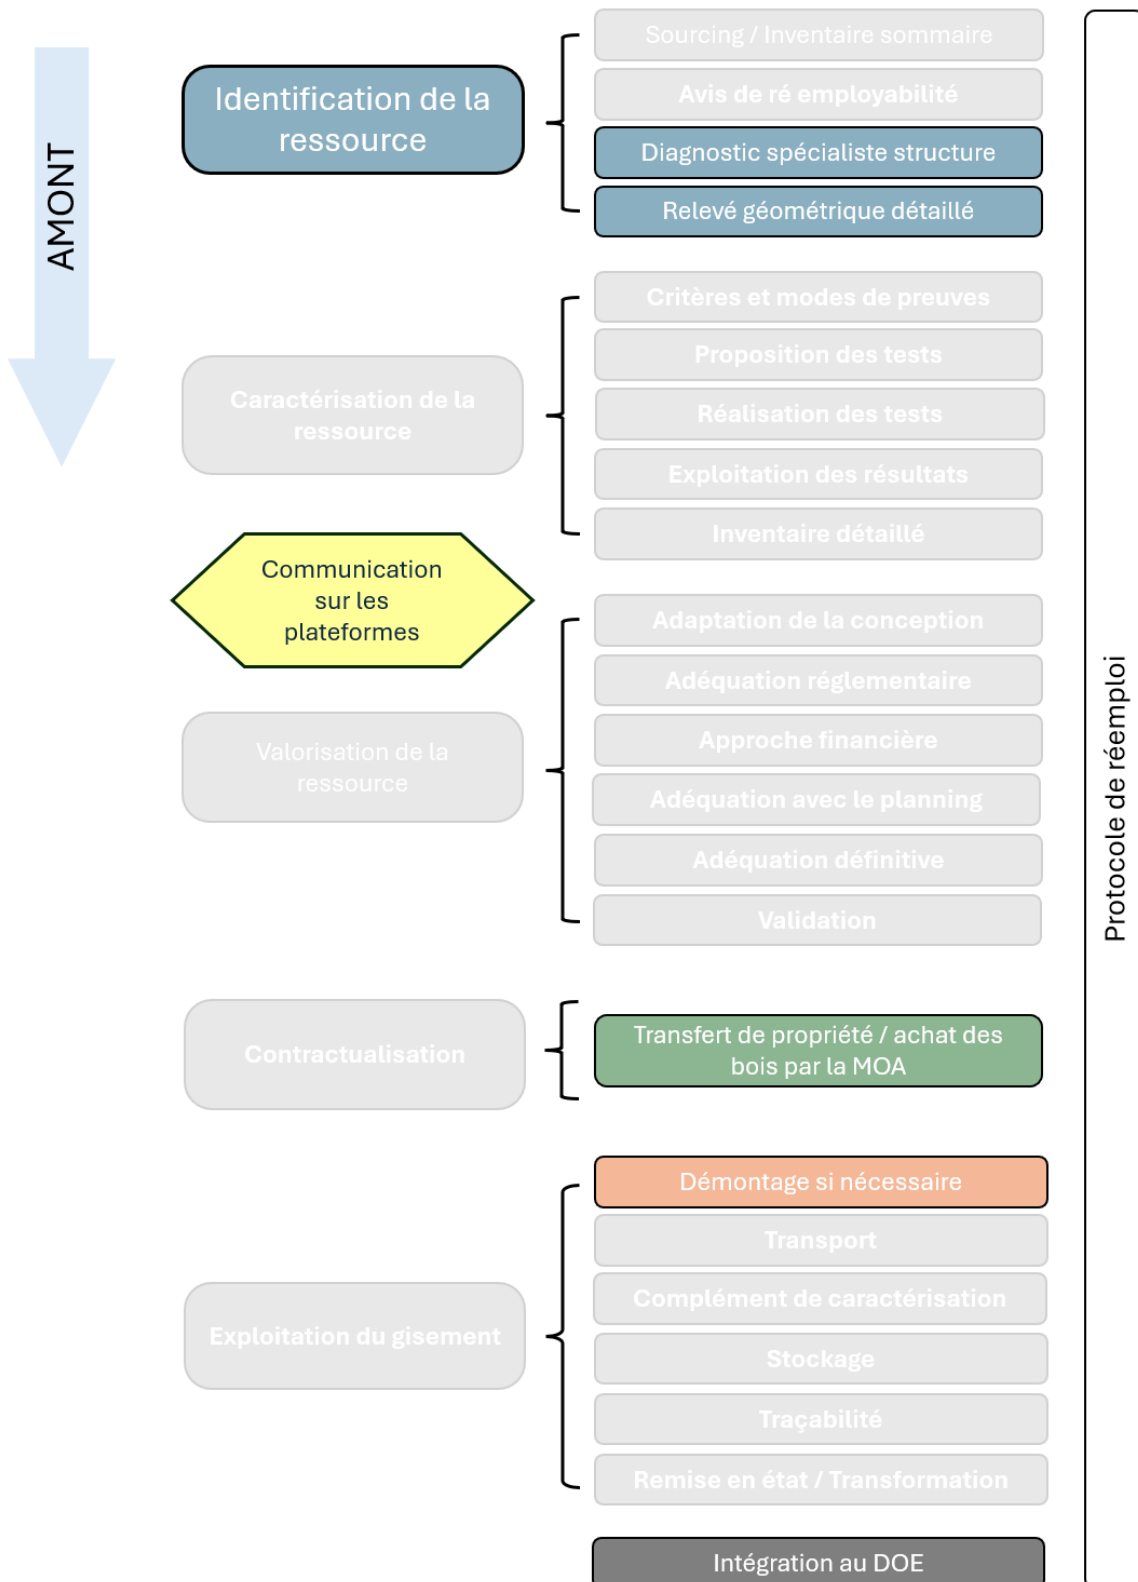 AMONT
Identification de la
ressource
Sourcing / Inventaire sommaire
Avis de ré employabilité
Diagnostic spécialiste structure
Relevé géométrique détaillé
Caractérisation de la
ressource
Critères et modes de preuves
Proposition des tests
Réalisation des tests
Exploitation des résultats
Inventaire détaillé
Communication
sur les
plateformes
Valorisation de la
ressource
Adaptation de la conception
Adéquation réglementaire
Approche financière
Adéquation avec le planning
Adéquation définitive
Validation
Contractualisation
Transfert de propriété / achat des
bois par la MOA
Exploitation du gisement
Démontage si nécessaire
Transport
Complément de caractérisation
Stockage
Traçabilité
Remise en état / Transformation
Intégration au DOE
Protocole de réemploi